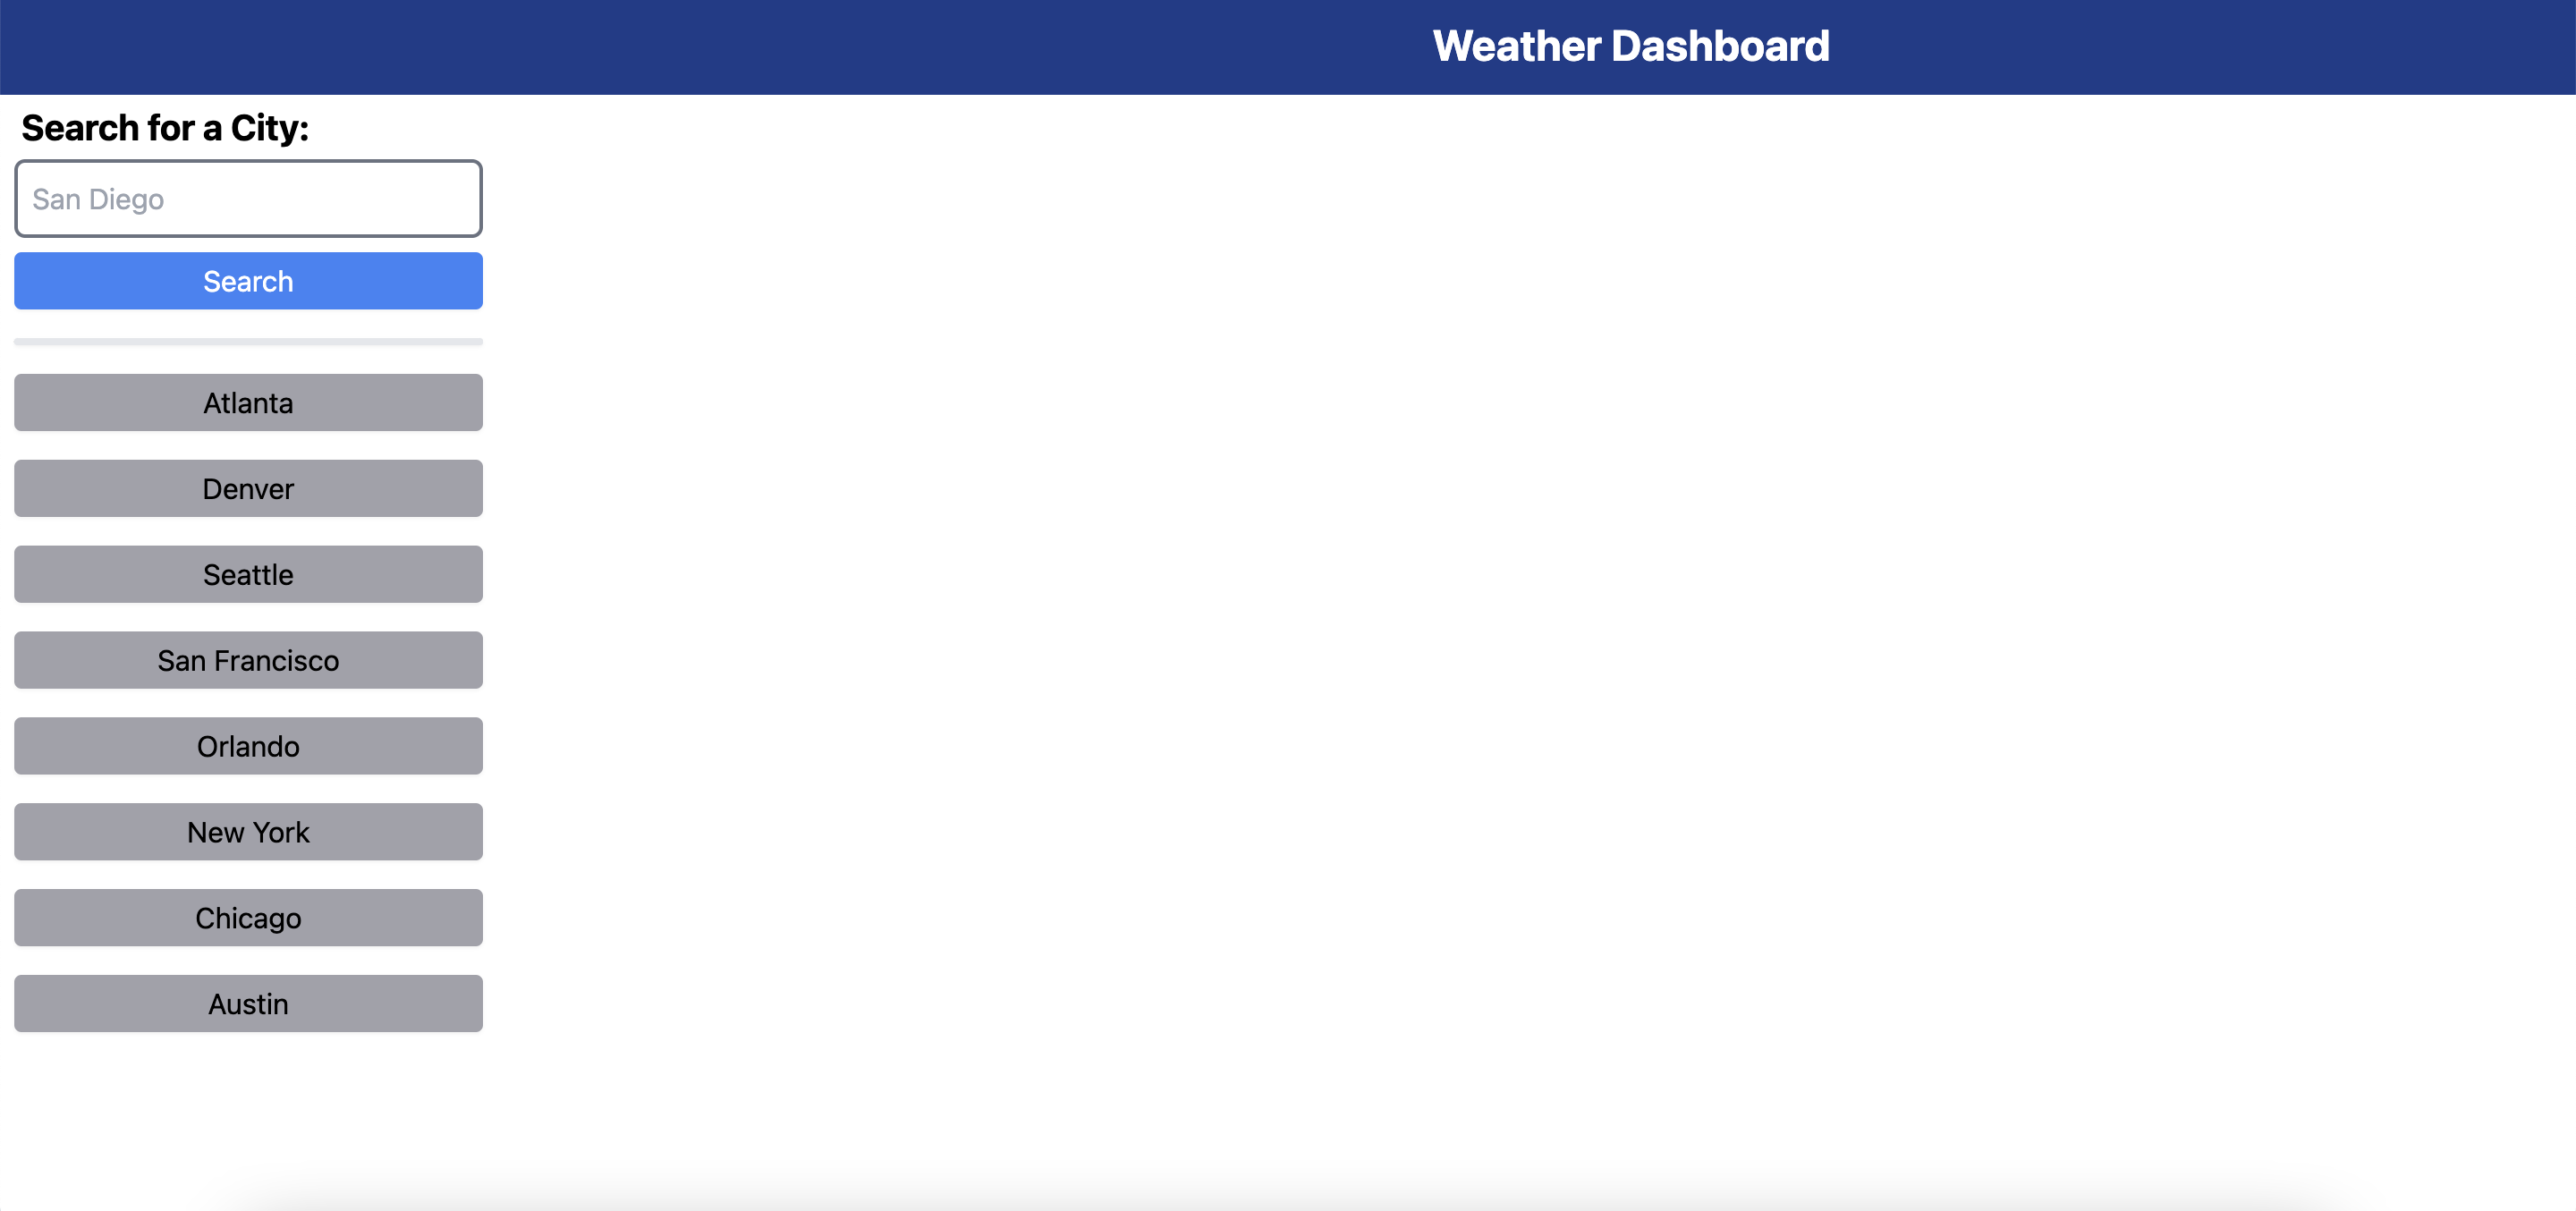 Weather Dashboard
Search for a City:
San Diego
Search
Atlanta
Denver
Seattle
San Francisco
Orlando
New York
Chicago
Austin